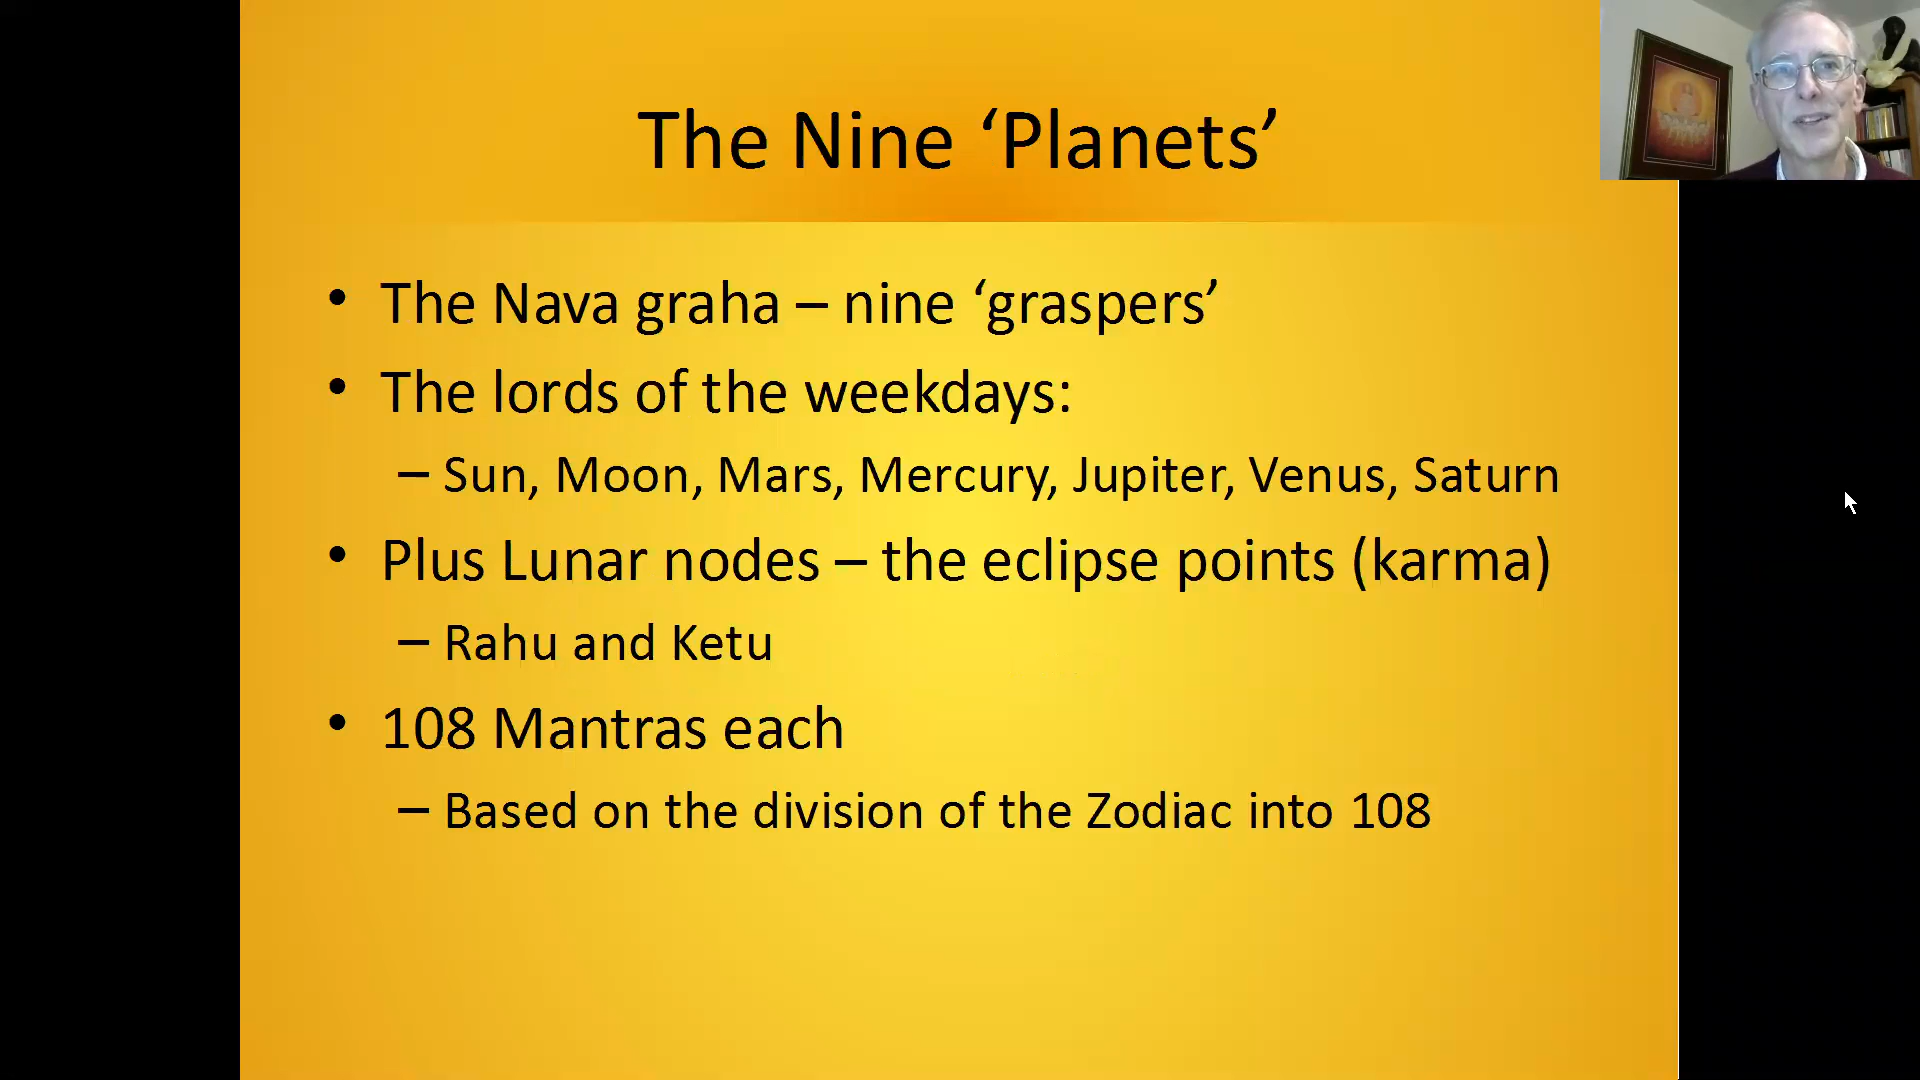 The Nine ‘Planets’
• The Nava graha – nine ‘graspers’
• The lords of the weekdays:
– Sun, Moon, Mars, Mercury, Jupiter, Venus, Saturn
• Plus Lunar nodes – the eclipse points (karma)
– Rahu and Ketu
• 108 Mantras each
– Based on the division of the Zodiac into 108